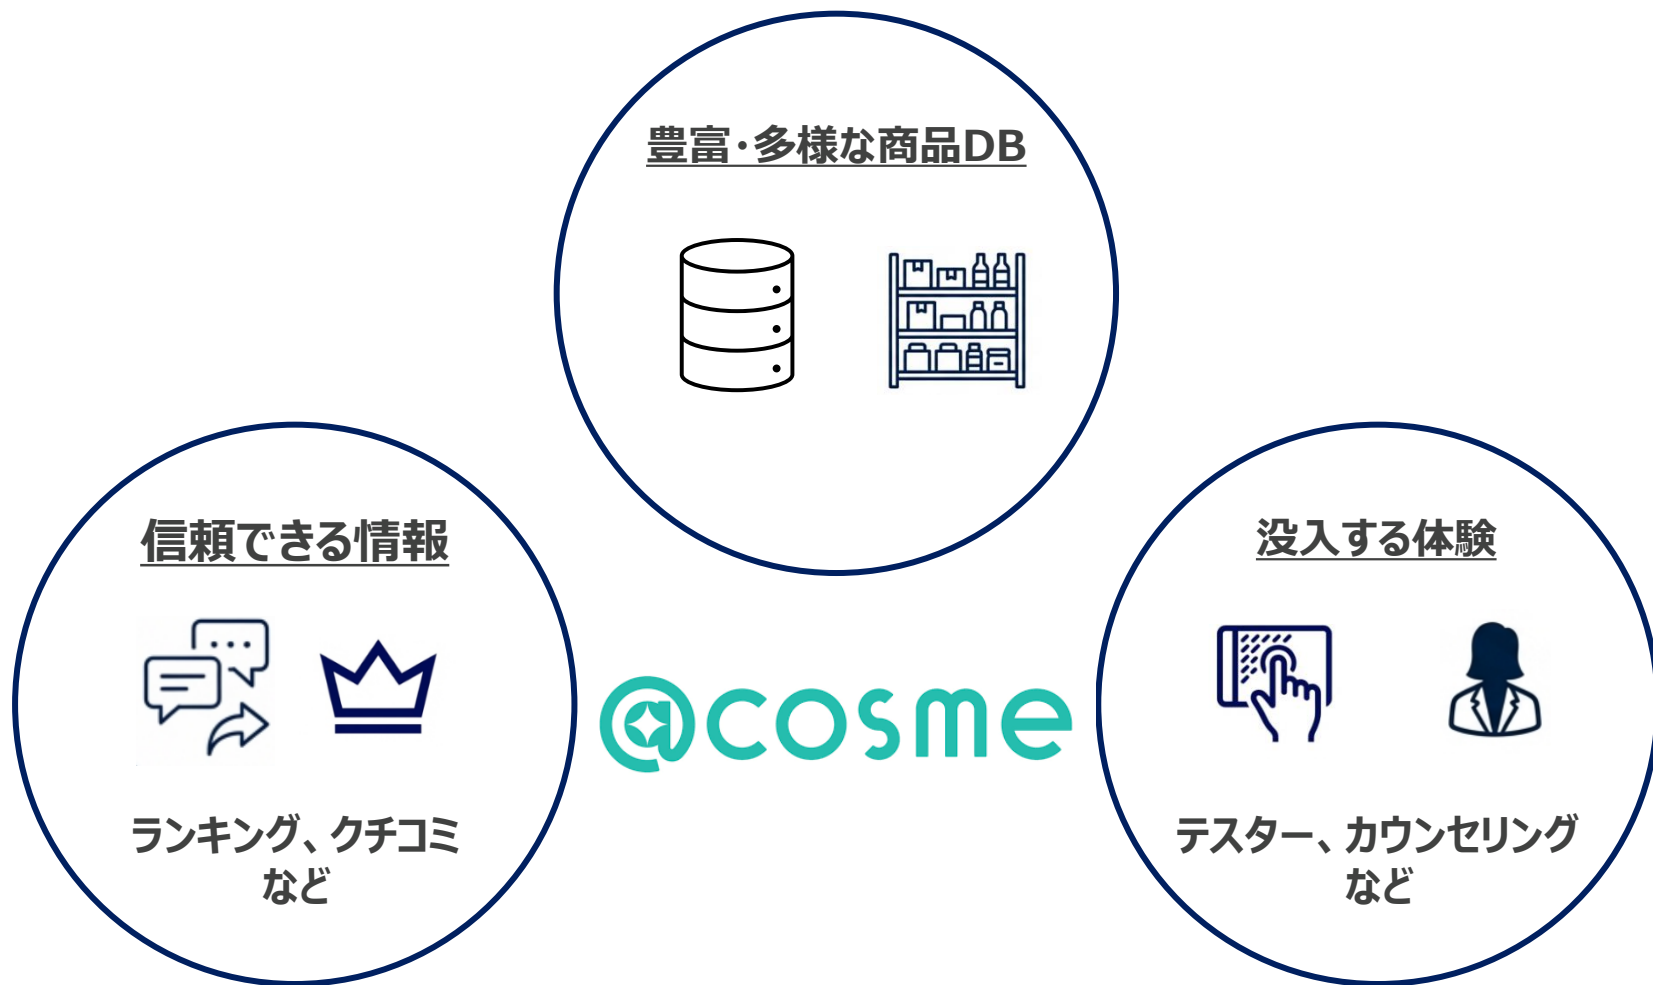 豊富・多様な商品DB
信頼できる情報
ランキング、クチコミ
など
@cosme
没入する体験
テスター、カウンセリング
など